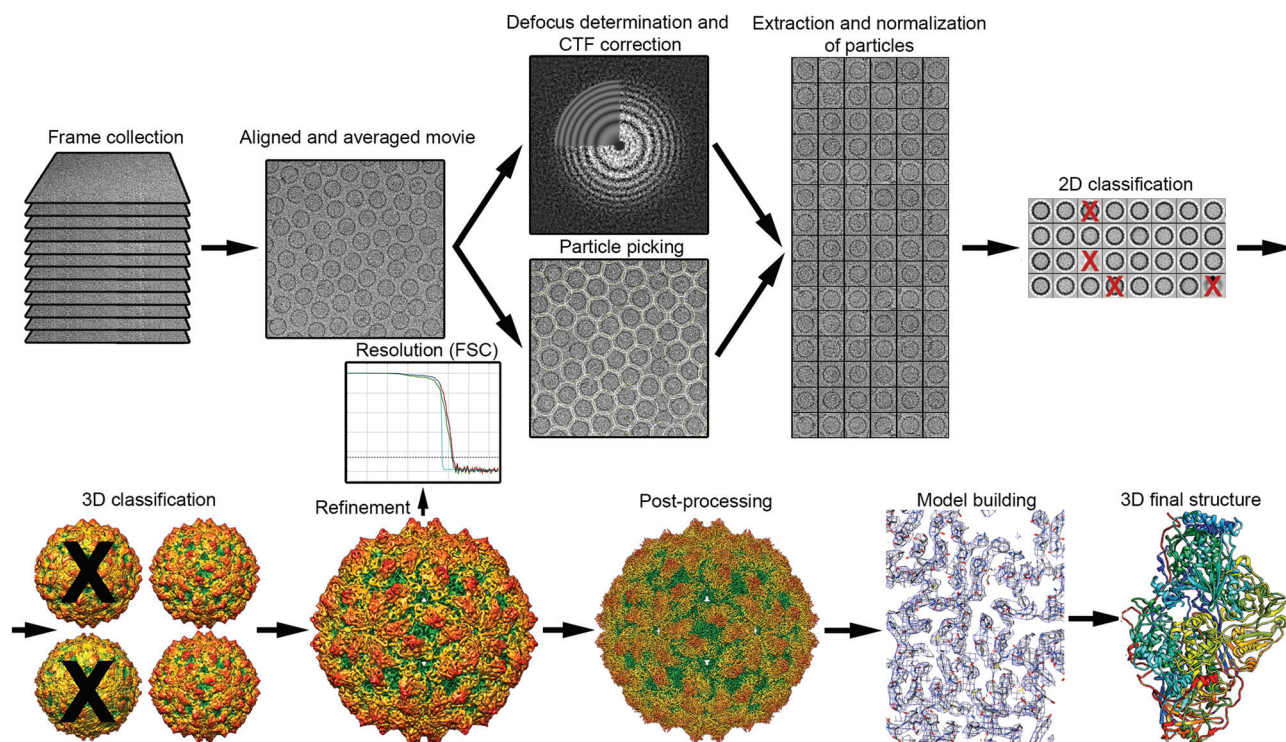 Frame collection
Aligned and averaged movie
Defocus determination and
CTF correction
Particle picking
Extraction and normalization
of particles
2D classification
X
X
X
X
Resolution (FSC)
3D classification
X
X
Refinement
Post-processing
Model building
3D final structure